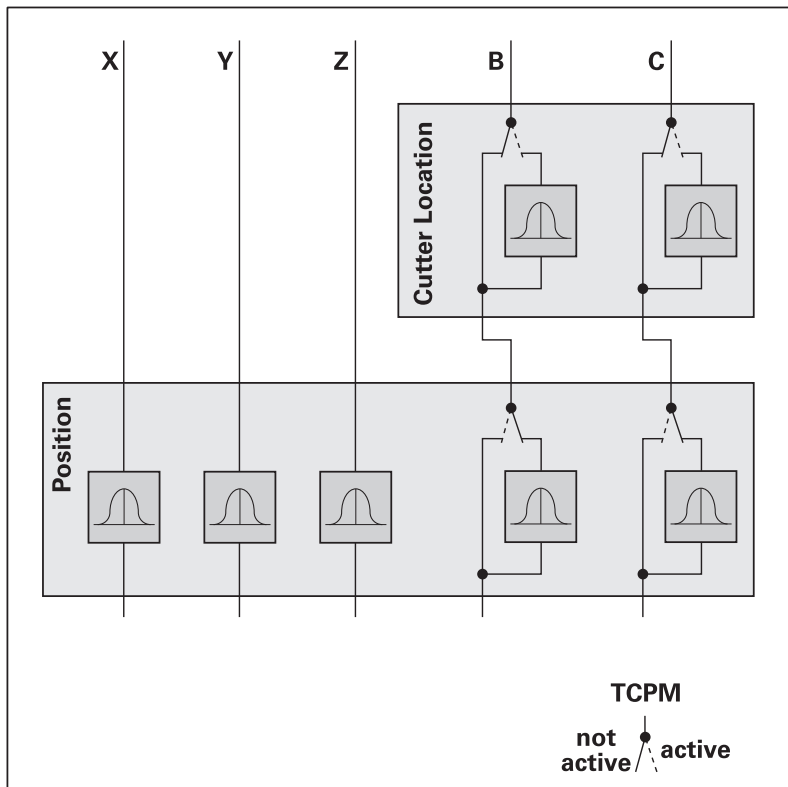 X Y Z B C
Cutter Location
Position
TCPM
not active
active